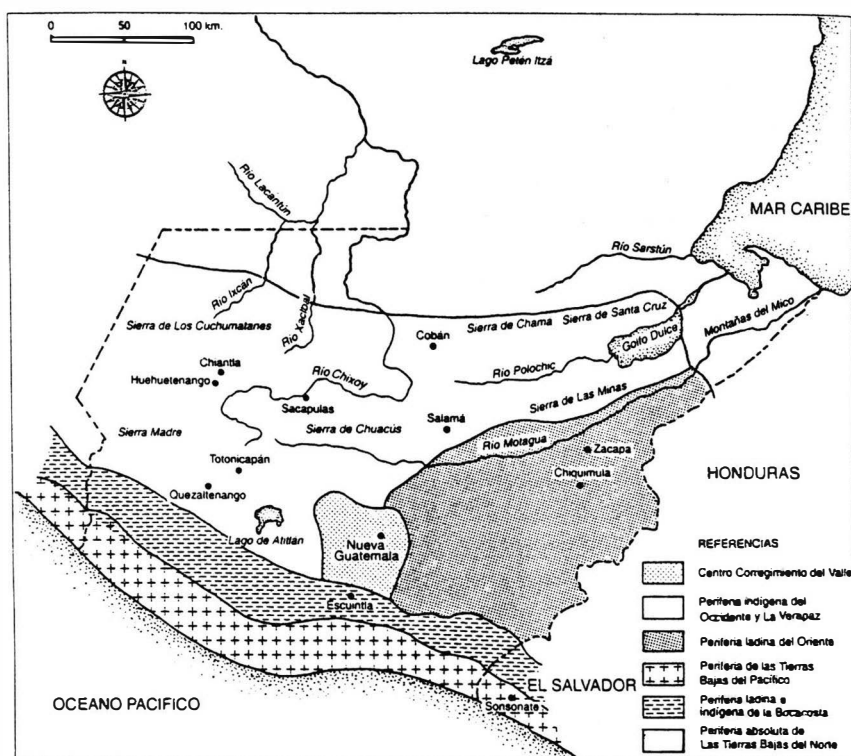 0 50 100 km.
N
Lago Petén Itzá
Río Lacantún
MAR CARIBE
Río Sarstún
Río Ixcán
Río Xacbal
Sierra de Los Cuchumatanes
Sierra de Chama
Sierra de Santa Cruz
Cobán
Golfo Dulce
Montañas del Mico
Chiantla
Huehuetenango
Río Chixoy
Río Polochic
Sacapulas
Sierra de Las Minas
Sierra Madre
Sierra de Chuacús
Salamá
Río Motagua
Zacapa
Totonicapán
Chiquimula
HONDURAS
Quezaltenango
Lago de Atitlán
Nueva
Guatemala
Escuintla
REFERENCIAS
Centro Corregimiento del Valle
Periferia indígena del
Occidente y La Verapaz
Periferia ladina del Oriente
Periferia de las Tierras
Bajas del Pacífico
Periferia ladina e
indígena de la Bocacosta
Periferia absoluta de
Las Tierras Bajas del Norte
EL SALVADOR
Sonsonate
OCEANO PACIFICO